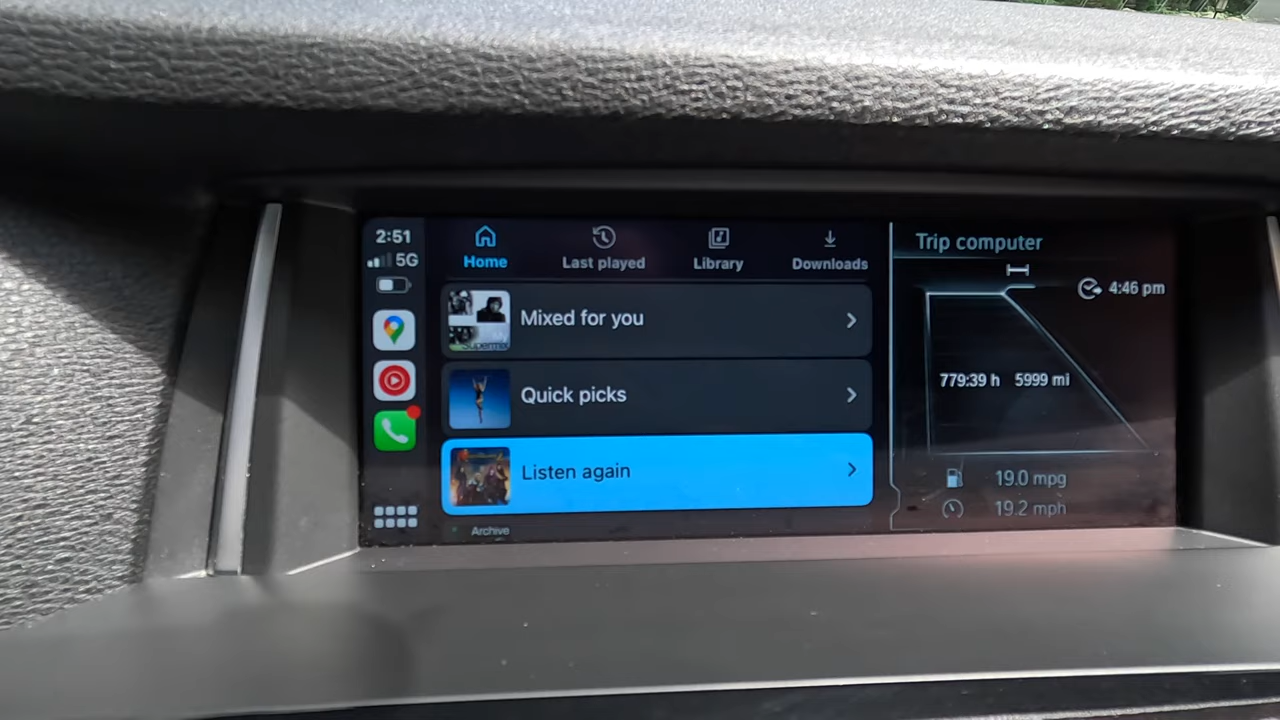 2:51
5G
Home
Last played
Library
Downloads
Mixed for you
Quick picks
Listen again
Archive
Trip computer
4:46 pm
779:39 h 5999 mi
19.0 mpg
19.2 mph